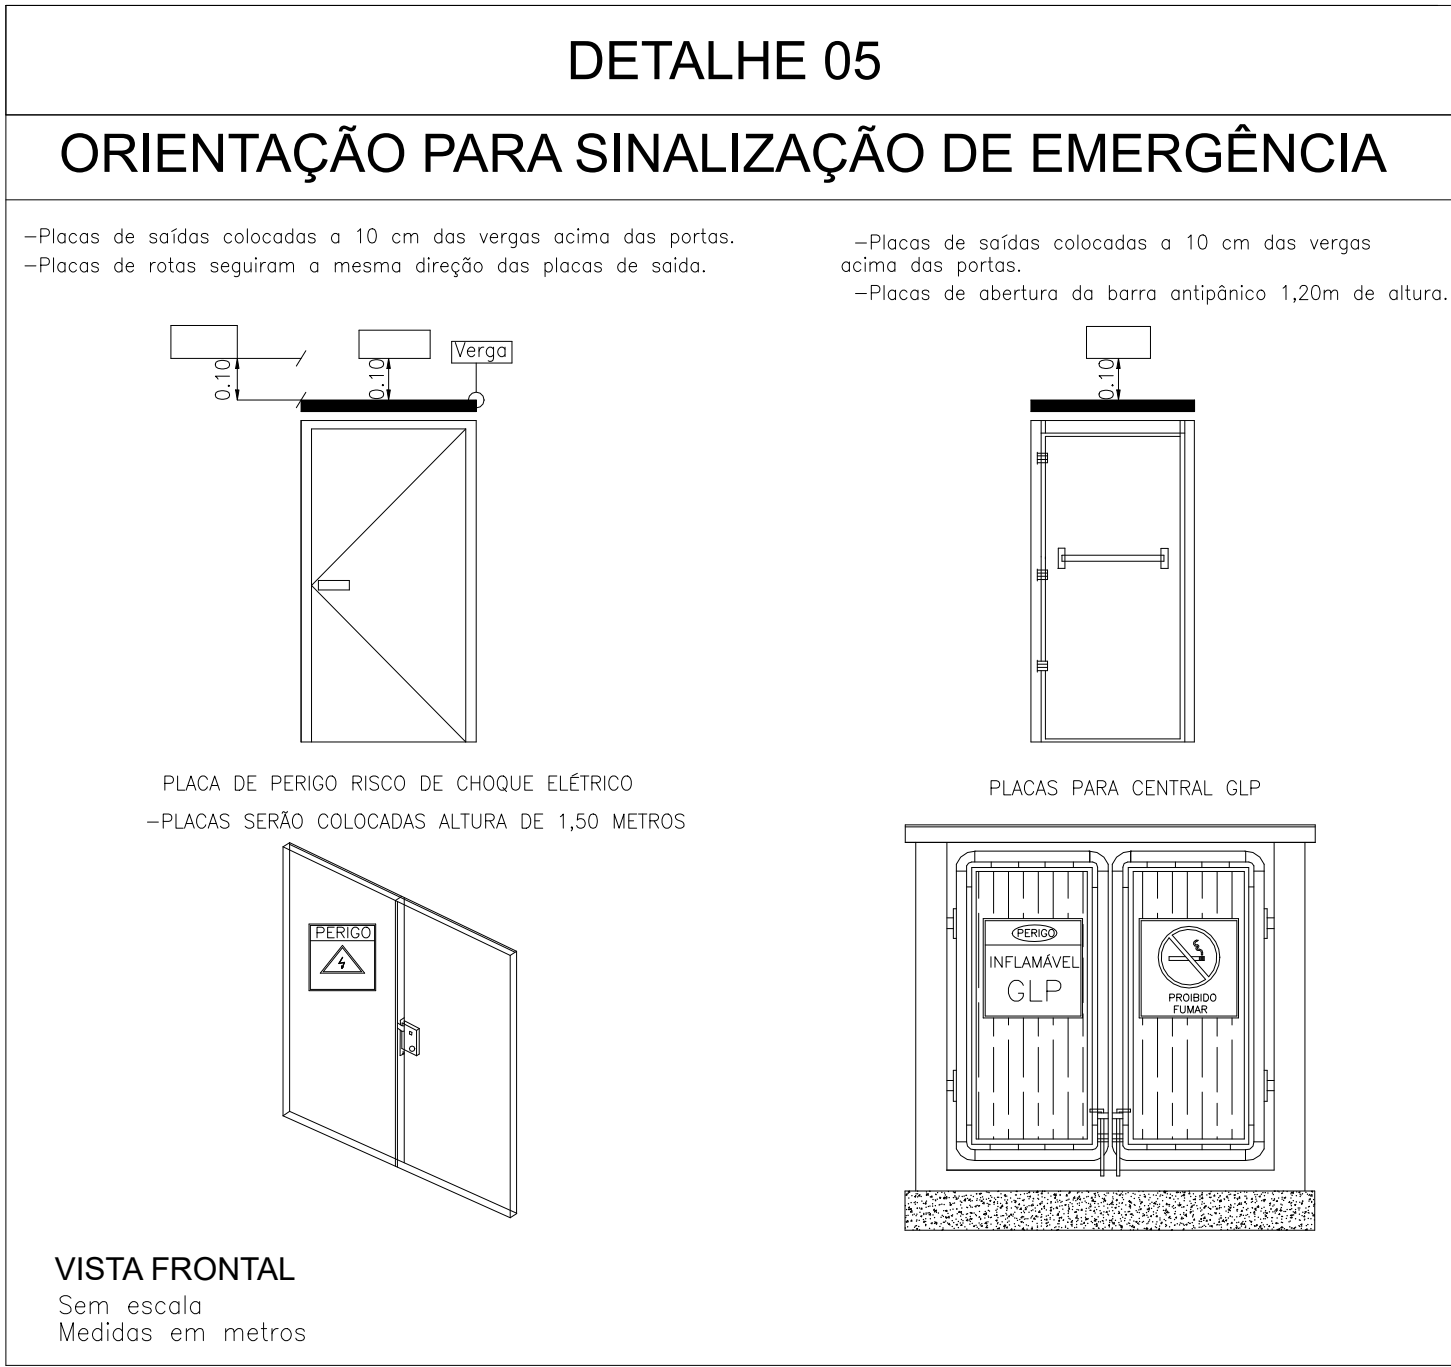 DETALHE 05
ORIENTAÇÃO PARA SINALIZAÇÃO DE EMERGÊNCIA
-Placas de saídas colocadas a 10 cm das vergas acima das portas.
-Placas de rotas seguiram a mesma direção das placas de saida.
0.10
0.10
Verga
-Placas de saídas colocadas a 10 cm das vergas
acima das portas.
-Placas de abertura da barra antipânico 1,20m de altura.
0.10
PLACA DE PERIGO RISCO DE CHOQUE ELÉTRICO
-PLACAS SERÃO COLOCADAS ALTURA DE 1,50 METROS
PERIGO
PLACAS PARA CENTRAL GLP
PERIGO
INFLAMÁVEL
GLP
PROIBIDO
FUMAR
VISTA FRONTAL
Sem escala
Medidas em metros